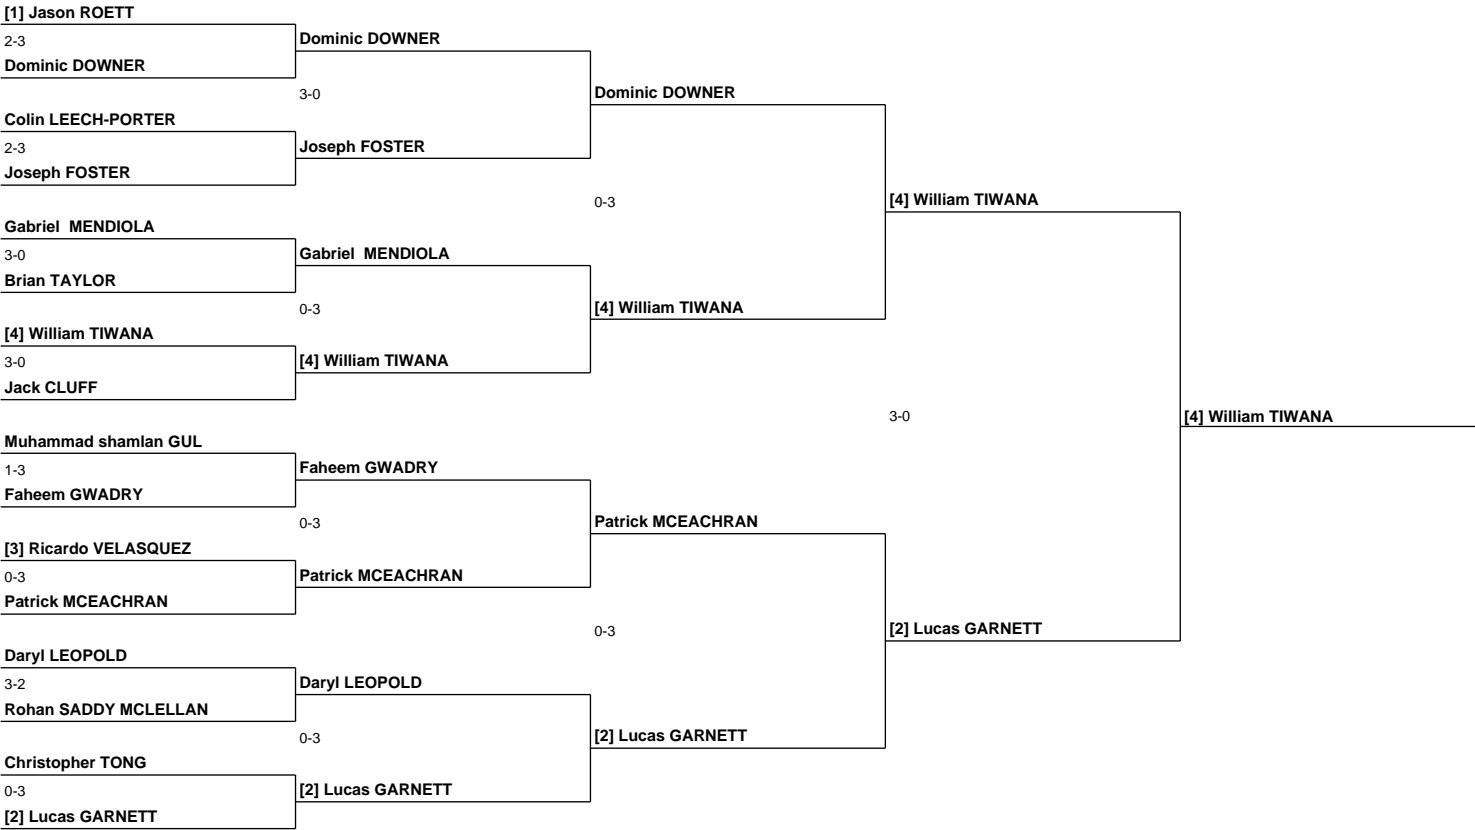 [1] Jason ROETT
2-3
Dominic DOWNER
Colin LEECH-PORTER
2-3
Joseph FOSTER
Gabriel  MENDIOLA
3-0
Brian TAYLOR
[4] William TIWANA
3-0
Jack CLUFF
Muhammad shamlan GUL
1-3
Faheem GWADRY
[3] Ricardo VELASQUEZ
0-3
Patrick MCEACHRAN
Daryl LEOPOLD
3-2
Rohan SADDY MCLELLAN
Christopher TONG
0-3
[2] Lucas GARNETT
Dominic DOWNER
3-0
Joseph FOSTER
Gabriel  MENDIOLA
0-3
[4] William TIWANA
Faheem GWADRY
0-3
Patrick MCEACHRAN
Daryl LEOPOLD
0-3
[2] Lucas GARNETT
Dominic DOWNER
0-3
[4] William TIWANA
Patrick MCEACHRAN
0-3
[2] Lucas GARNETT
[4] William TIWANA
3-0
[2] Lucas GARNETT
[4] William TIWANA